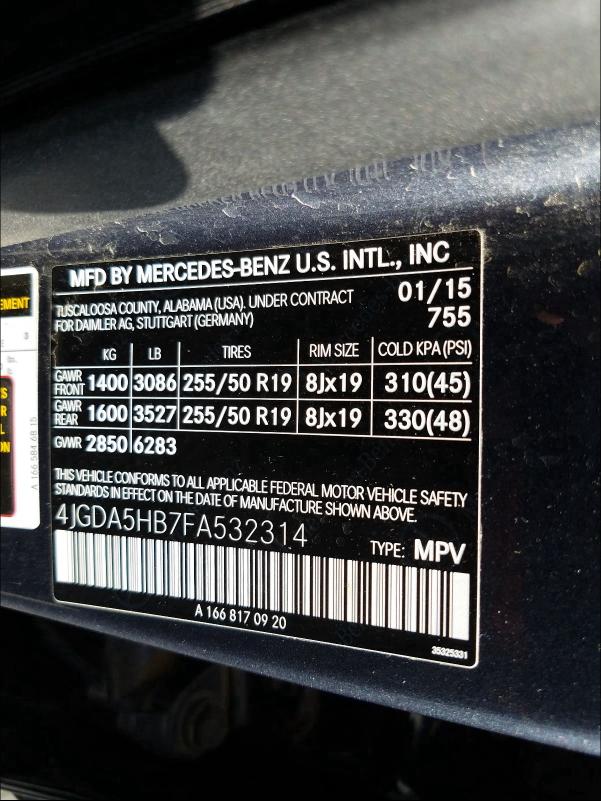 MFD BY MERCEDES-BENZ U.S. INTL., INC
TUSCALOOSA COUNTY, ALABAMA (USA). UNDER CONTRACT 01/15
FOR DAIMLER AG, STUTTGART (GERMANY) 755
KG LB TIRES RIM SIZE COLD KPA (PSI)
GAWR FRONT 1400 3086 255/50 R19 8Jx19 310(45)
GAWR REAR 1600 3527 255/50 R19 8Jx19 330(48)
GVWR 2850 6283
THIS VEHICLE CONFORMS TO ALL APPLICABLE FEDERAL MOTOR VEHICLE SAFETY
STANDARDS IN EFFECT ON THE DATE OF MANUFACTURE SHOWN ABOVE.
4JGDA5HB7FA532314
TYPE: MPV
A 166 817 09 20
35325331
A 166 584 68 15